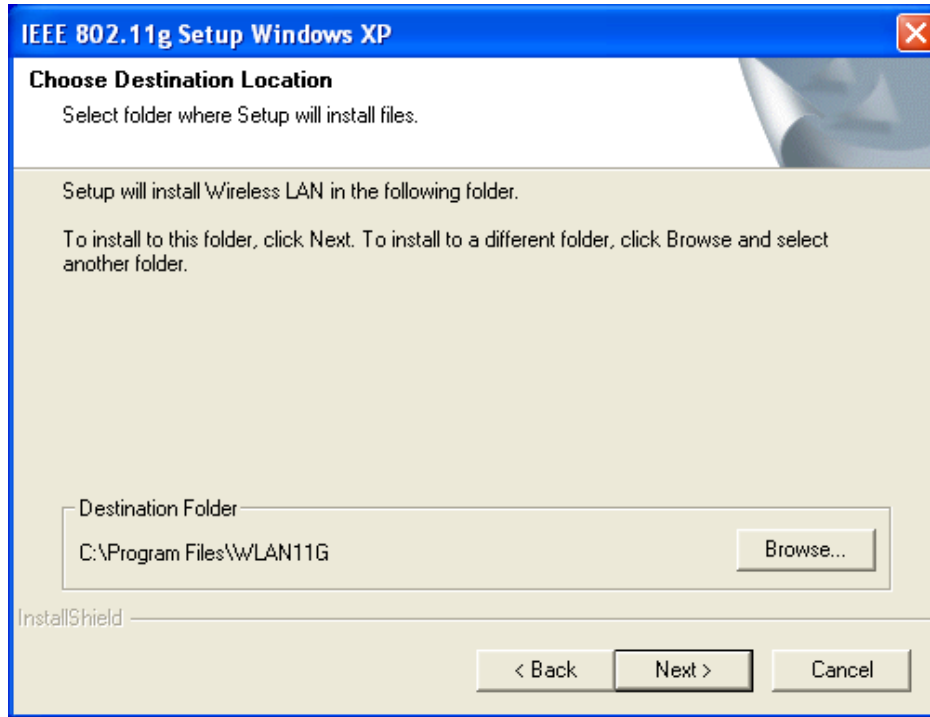 IEEE 802.11g Setup Windows XP
Choose Destination Location
Select folder where Setup will install files.
Setup will install Wireless LAN in the following folder.
To install to this folder, click Next. To install to a different folder, click Browse and select
another folder.
Destination Folder
C:\Program Files\WLAN11G
Browse...
InstallShield
< Back
Next >
Cancel